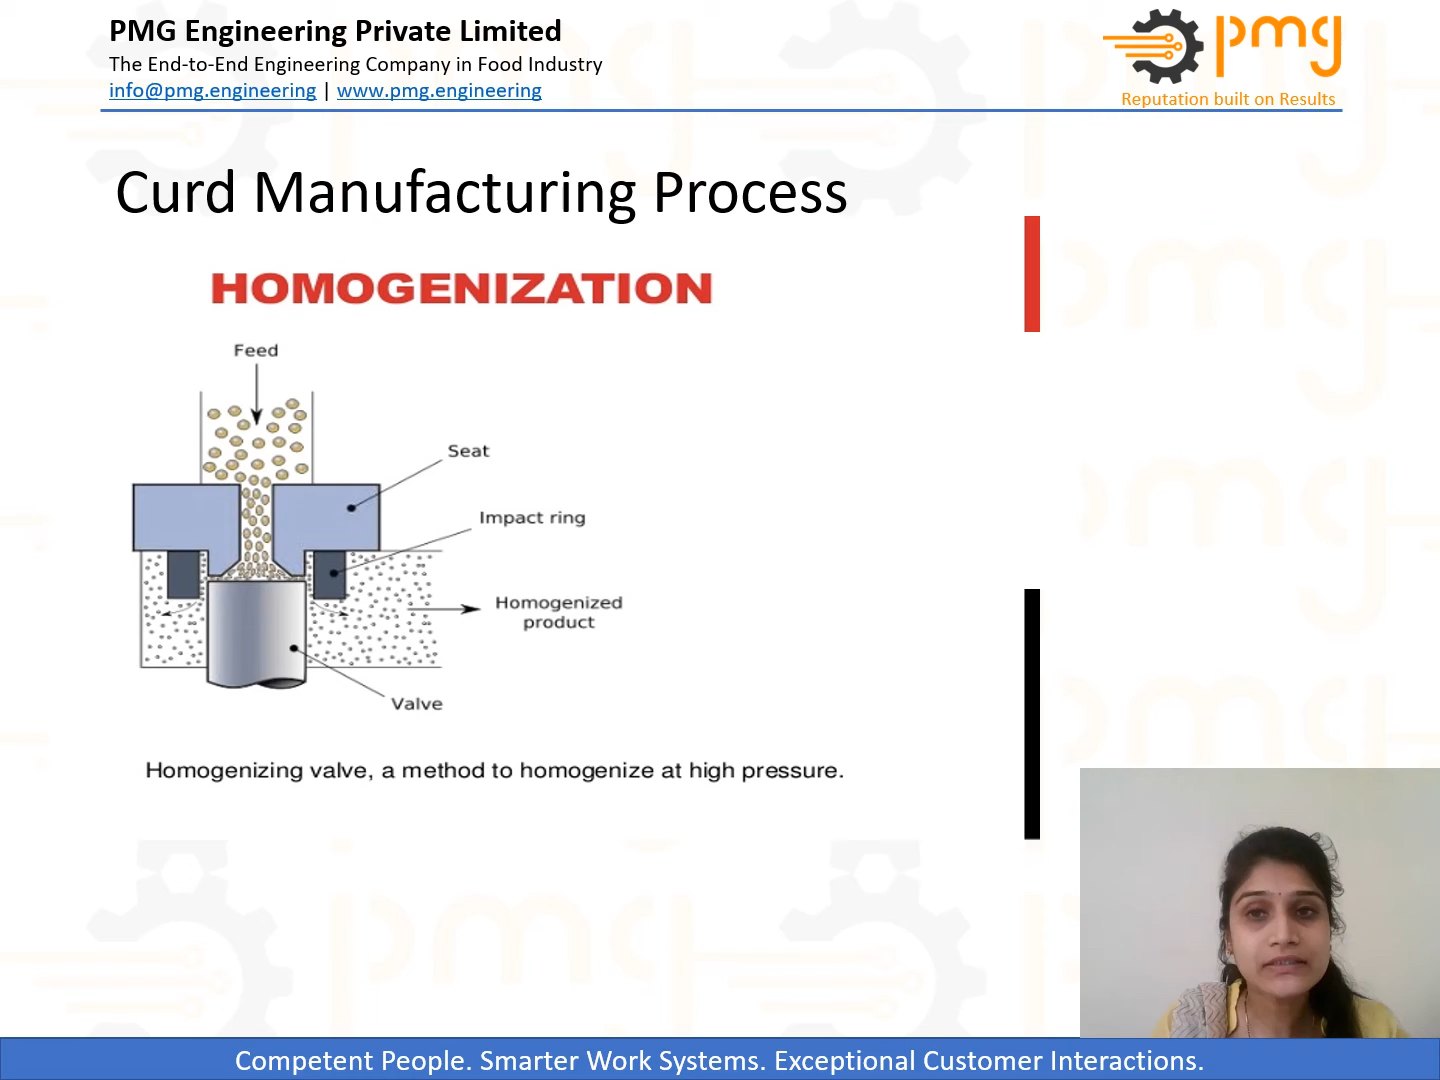 PMG Engineering Private Limited
The End-to-End Engineering Company in Food Industry
info@pmg.engineering | www.pmg.engineering
pmg
Reputation built on Results
Curd Manufacturing Process
HOMOGENIZATION
Feed
Seat
Impact ring
Homogenized
product
Valve
Homogenizing valve, a method to homogenize at high pressure.
Competent People. Smarter Work Systems. Exceptional Customer Interactions.